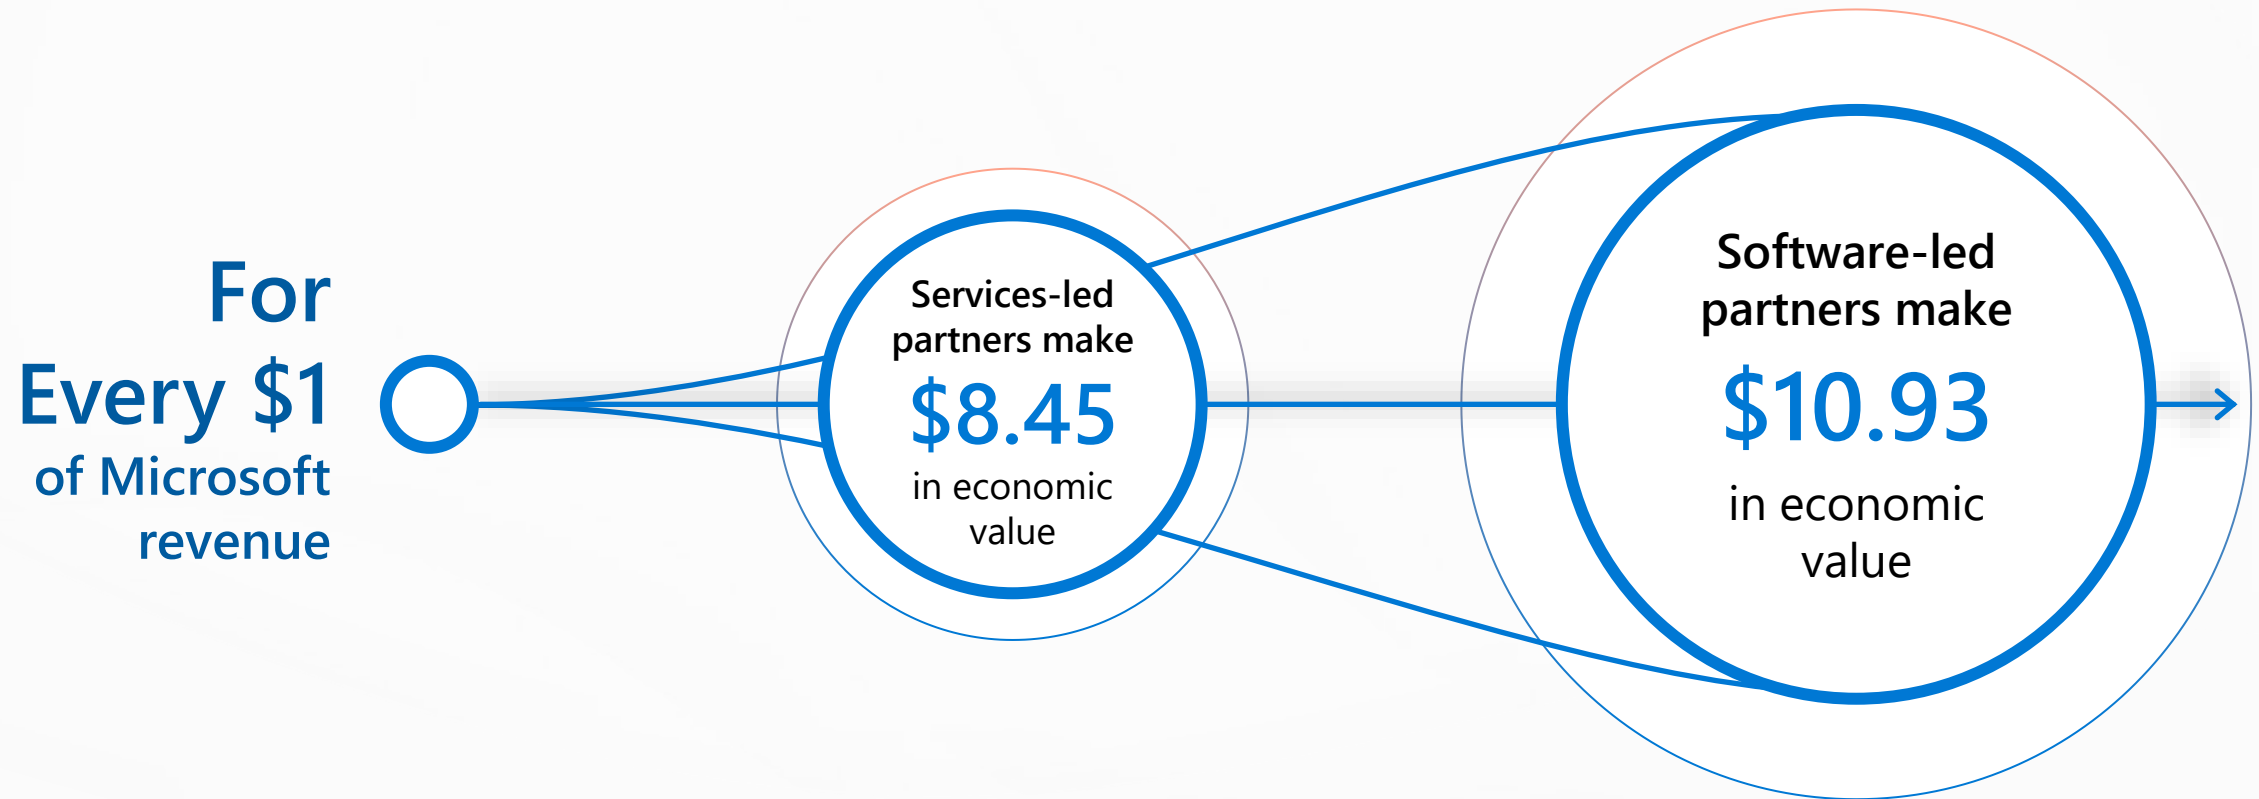 For
Every $1
of Microsoft
revenue
Services-led
partners make
$8.45
in economic
value
Software-led
partners make
$10.93
in economic
value